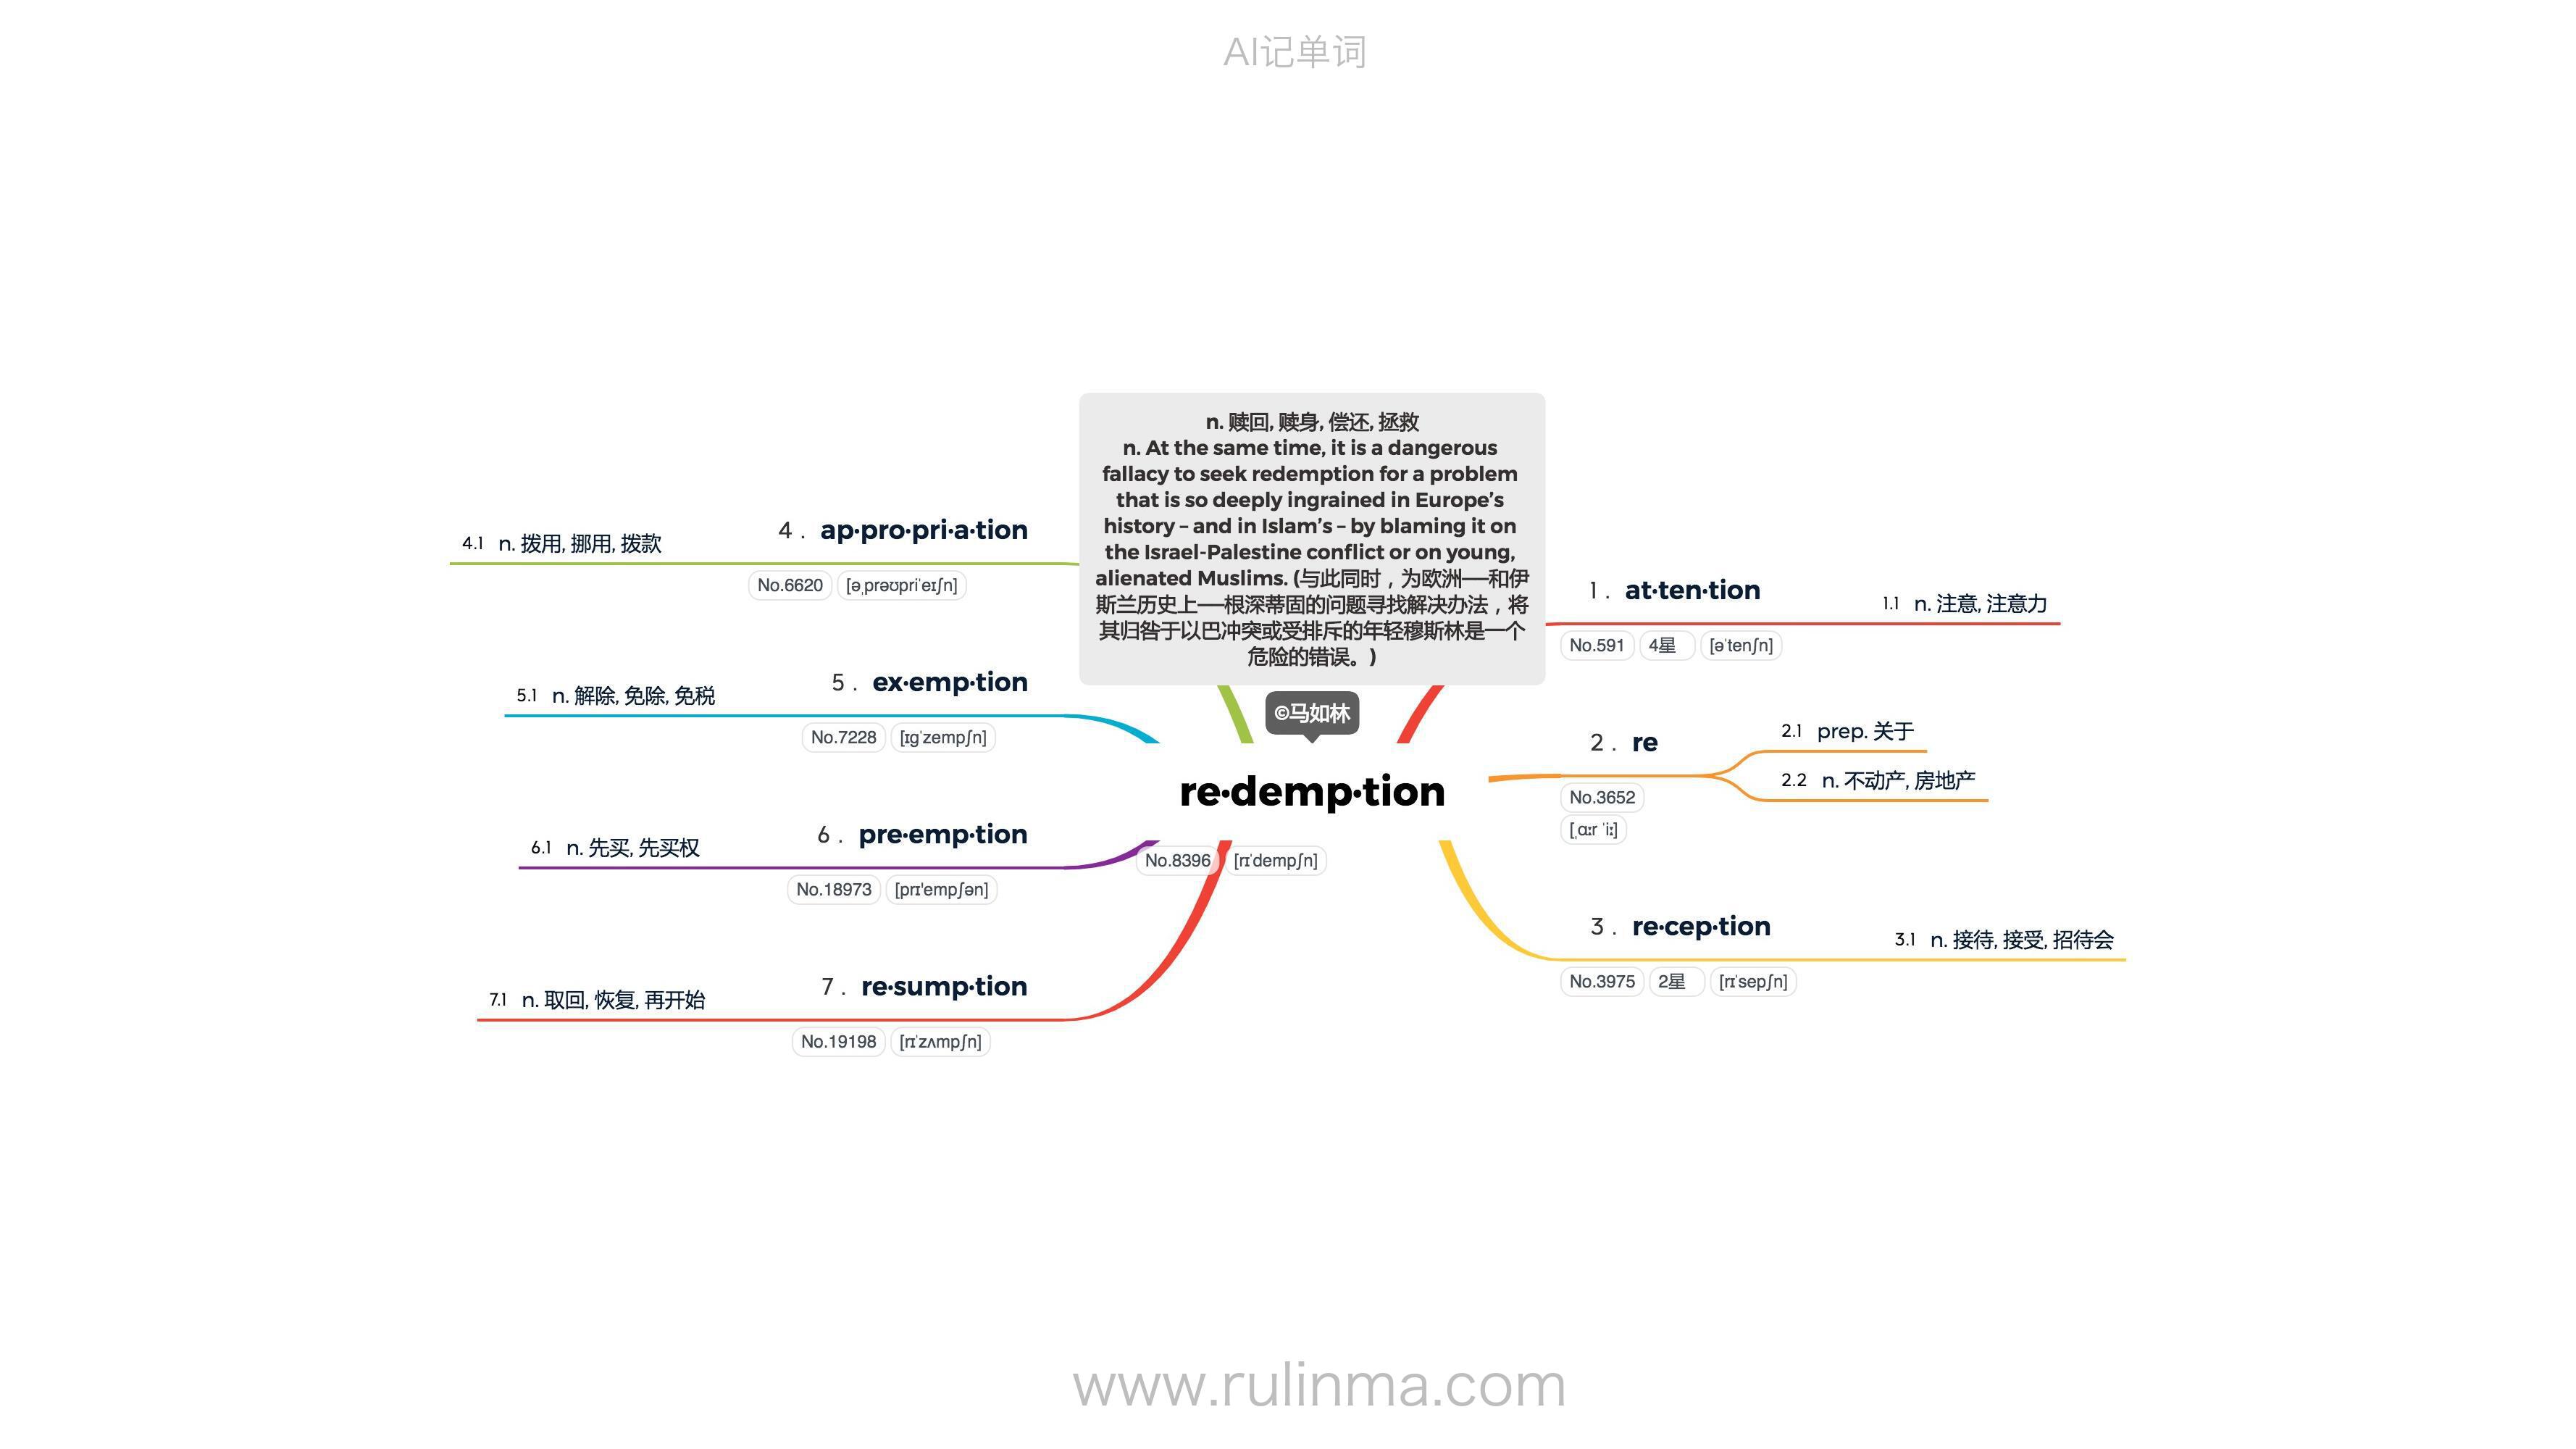 AI记单词
n. 赎回, 赎身, 偿还, 拯救
n. At the same time, it is a dangerous
fallacy to seek redemption for a problem
that is so deeply ingrained in Europe’s
history – and in Islam’s – by blaming it on
the Israel-Palestine conflict or on young,
alienated Muslims. (与此同时，为欧洲──和伊
斯兰历史上──根深蒂固的问题寻找解决办法，将
其归咎于以巴冲突或受排斥的年轻穆斯林是一个
危险的错误。)
©马如林
re·demp·tion
No.8396 [rɪˈdempʃn]
1 . at·ten·tion
No.591 4星 [əˈtenʃn]
1.1 n. 注意, 注意力
2 . re
No.3652
[ˌɑːr ˈiː]
2.1 prep. 关于
2.2 n. 不动产, 房地产
3 . re·cep·tion
No.3975 2星 [rɪˈsepʃn]
3.1 n. 接待, 接受, 招待会
4 . ap·pro·pri·a·tion
No.6620 [əˌprəʊpriˈeɪʃn]
4.1 n. 拨用, 挪用, 拨款
5 . ex·emp·tion
No.7228 [ɪɡˈzempʃn]
5.1 n. 解除, 免除, 免税
6 . pre·emp·tion
No.18973 [prɪ'empʃən]
6.1 n. 先买, 先买权
7 . re·sump·tion
No.19198 [rɪˈzʌmpʃn]
7.1 n. 取回, 恢复, 再开始
www.rulinma.com